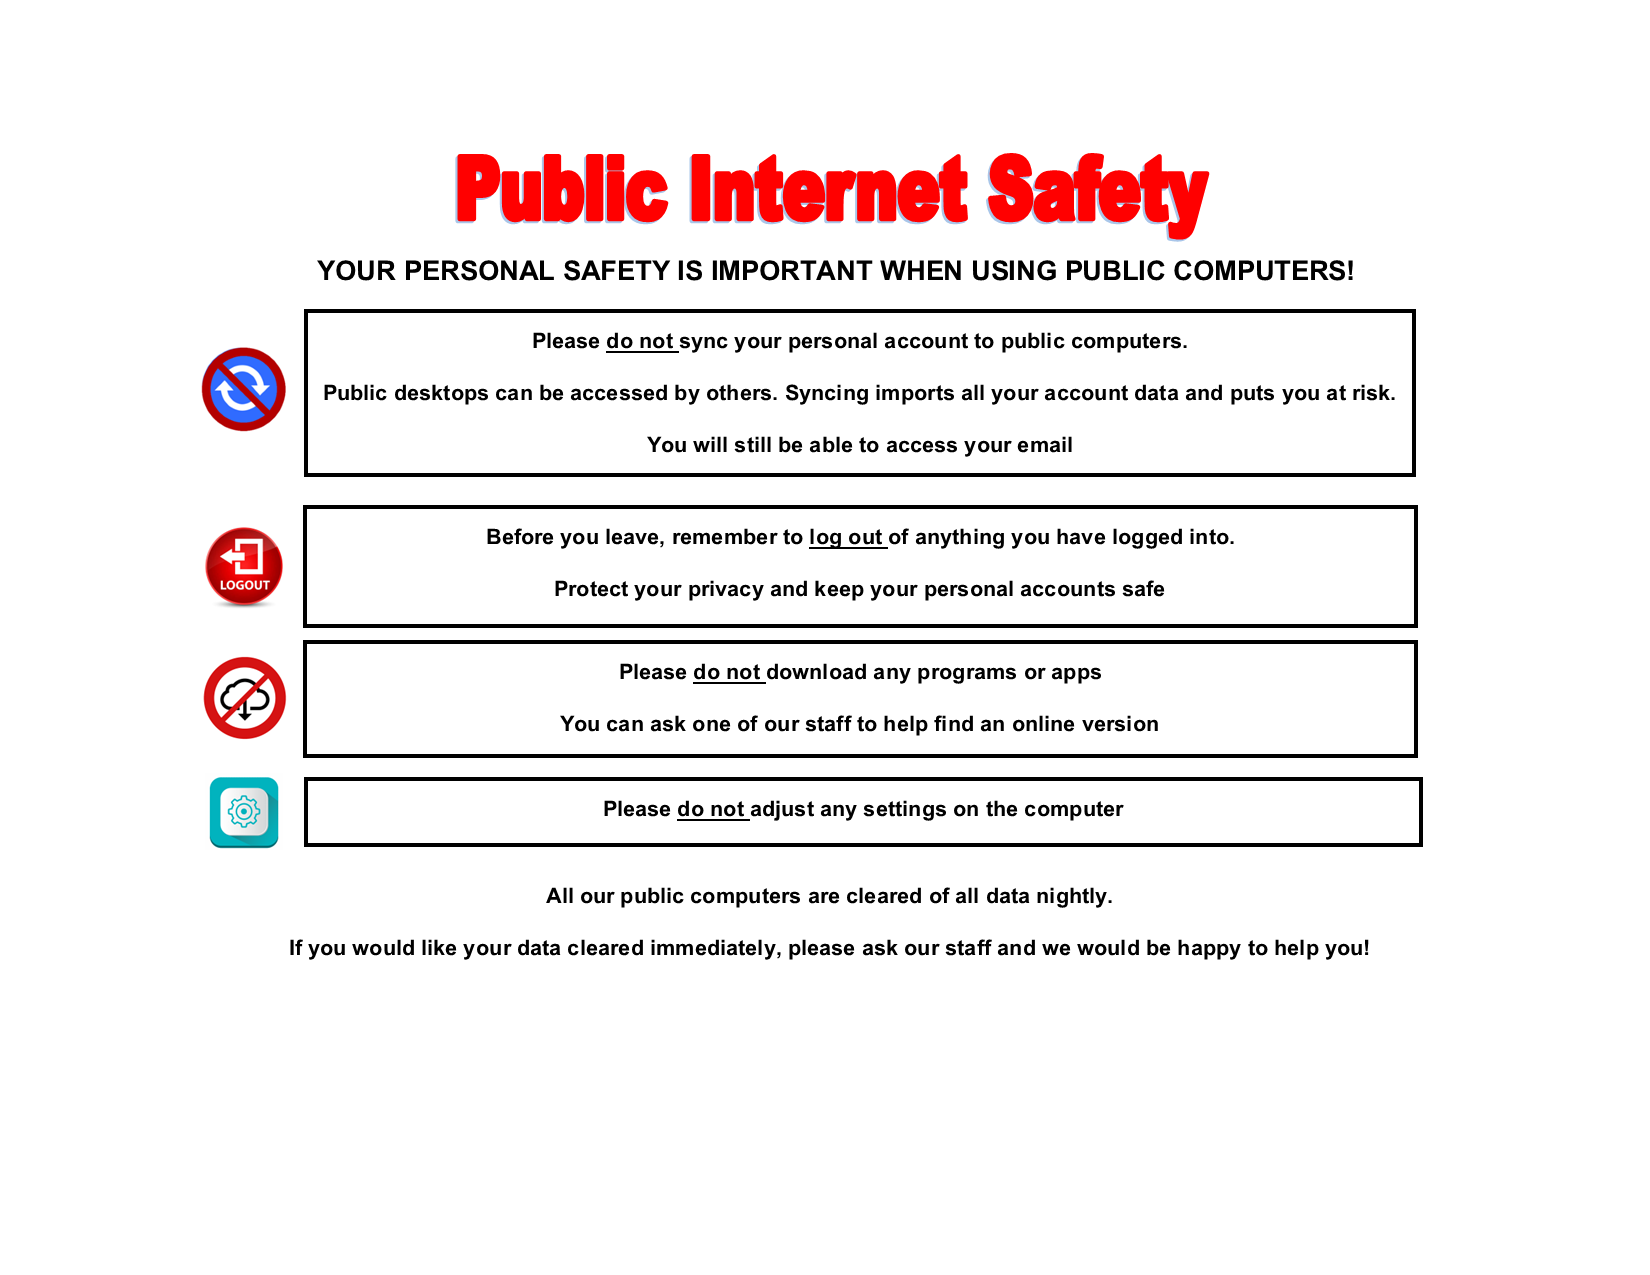 Public Internet Safety
YOUR PERSONAL SAFETY IS IMPORTANT WHEN USING PUBLIC COMPUTERS!
Please do not sync your personal account to public computers.
Public desktops can be accessed by others. Syncing imports all your account data and puts you at risk.
You will still be able to access your email
Before you leave, remember to log out of anything you have logged into.
LOGOUT
Protect your privacy and keep your personal accounts safe
Please do not download any programs or apps
You can ask one of our staff to help find an online version
Please do not adjust any settings on the computer
All our public computers are cleared of all data nightly.
If you would like your data cleared immediately, please ask our staff and we would be happy to help you!